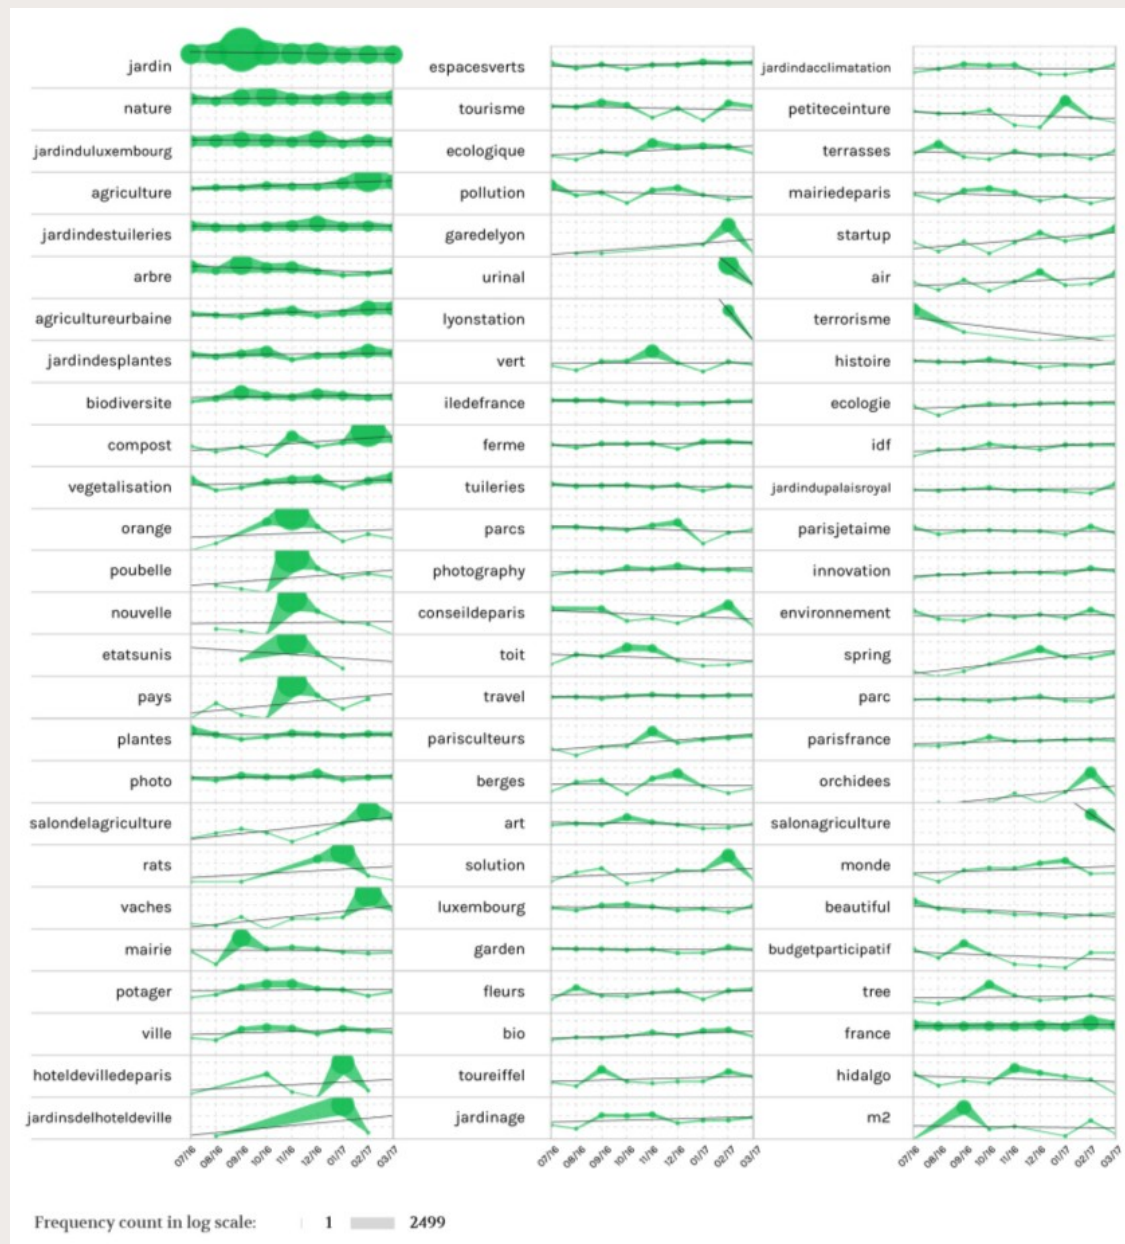 jardin
nature
jardinduluxembourg
agriculture
jardindestuileries
arbre
agricultureurbaine
jardindesplantes
biodiversite
compost
vegetalisation
orange
poubelle
nouvelle
etatsunis
pays
plantes
photo
salondelagriculture
rats
vaches
mairie
potager
ville
hoteldevilledeparis
jardinsdelhoteldeville
07/16 08/16 09/16 10/16 11/16 12/16 01/17 02/17 03/17
espacesverts
tourisme
ecologique
pollution
garedelyon
urinal
lyonstation
vert
iledefrance
ferme
tuileries
parcs
photography
conseildeparis
toit
travel
parisculteurs
berges
art
solution
luxembourg
garden
fleurs
bio
toureiffel
jardinage
07/16 08/16 09/16 10/16 11/16 12/16 01/17 02/17 03/17
jardindacclimatation
petiteceinture
terrasses
mairiedeparis
startup
air
terrorisme
histoire
ecologie
idf
jardindupalaisroyal
parisjetaime
innovation
environnement
spring
parc
parisfrance
orchidees
salonagriculture
monde
beautiful
budgetparticipatif
tree
france
hidalgo
m2
07/16 08/16 09/16 10/16 11/16 12/16 01/17 02/17 03/17
Frequency count in log scale: 1 2499